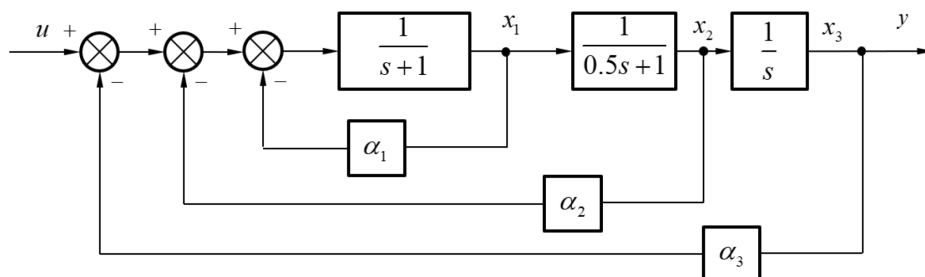 u + − + − + −
1/(s+1)
x₁
1/(0.5s+1)
x₂
1/s
x₃
y
α₁
α₂
α₃